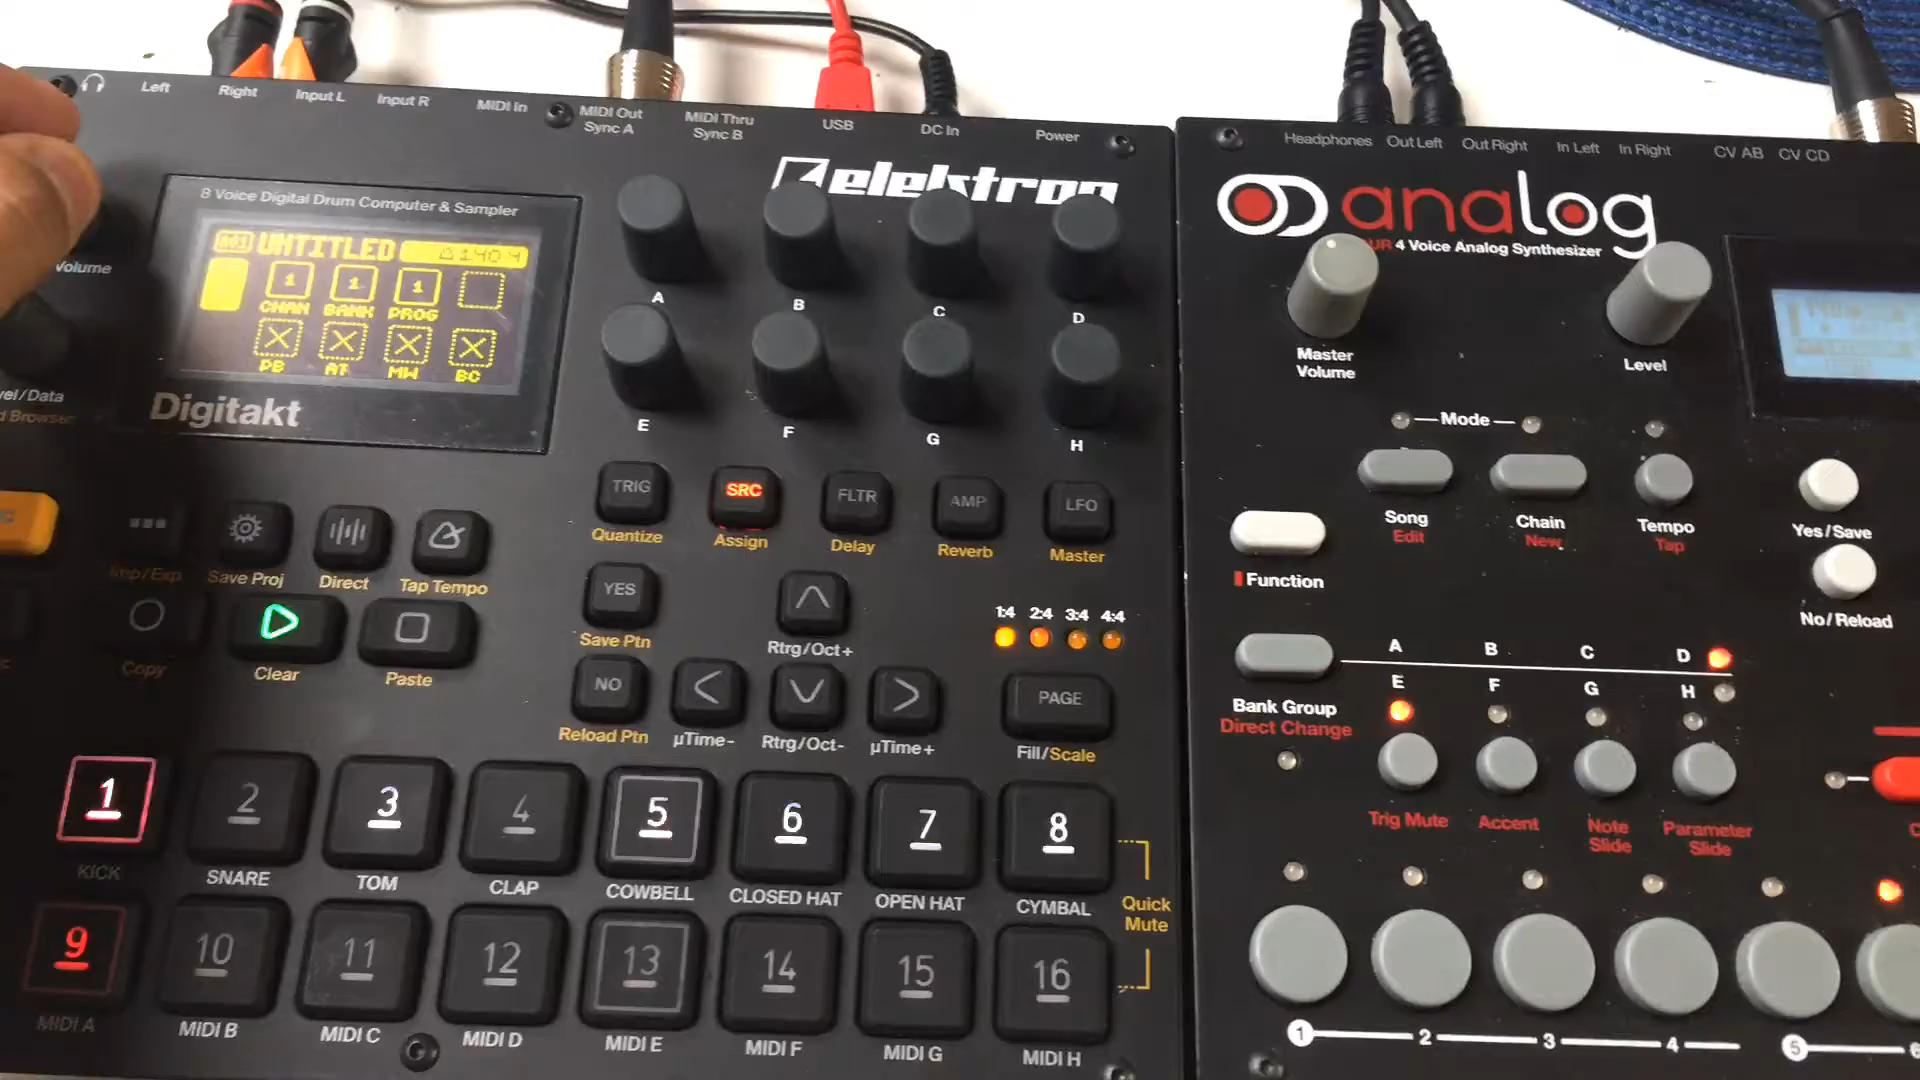 Left
Right
Input L
Input R
MIDI In
MIDI Out
Sync A
MIDI Thru
Sync B
USB
DC In
Power
elektron
8 Voice Digital Drum Computer & Sampler
UNTITLED
1
CHAN
1
BANK
1
PROG
PB
AT
MW
BC
Digitakt
Volume
A
B
C
D
E
F
G
H
TRIG
SRC
FLTR
AMP
LFO
Quantize
Assign
Delay
Reverb
Master
Imp/Exp
Save Proj
Direct
Tap Tempo
Copy
Clear
Paste
YES
Save Ptn
NO
Reload Ptn
Rtrg/Oct+
µTime-
Rtrg/Oct-
µTime+
1:4 2:4 3:4 4:4
PAGE
Fill/Scale
1
2
3
4
5
6
7
8
KICK
SNARE
TOM
CLAP
COWBELL
CLOSED HAT
OPEN HAT
CYMBAL
Quick
Mute
9
10
11
12
13
14
15
16
MIDI A
MIDI B
MIDI C
MIDI D
MIDI E
MIDI F
MIDI G
MIDI H
Headphones
Out Left
Out Right
In Left
In Right
CV AB
CV CD
analog
4 Voice Analog Synthesizer
Master
Volume
Level
Mode
Song
Edit
Chain
New
Tempo
Tap
Yes/Save
No/Reload
Function
Bank Group
Direct Change
A
B
C
D
E
F
G
H
Trig Mute
Accent
Note
Slide
Parameter
Slide
1
2
3
4
5